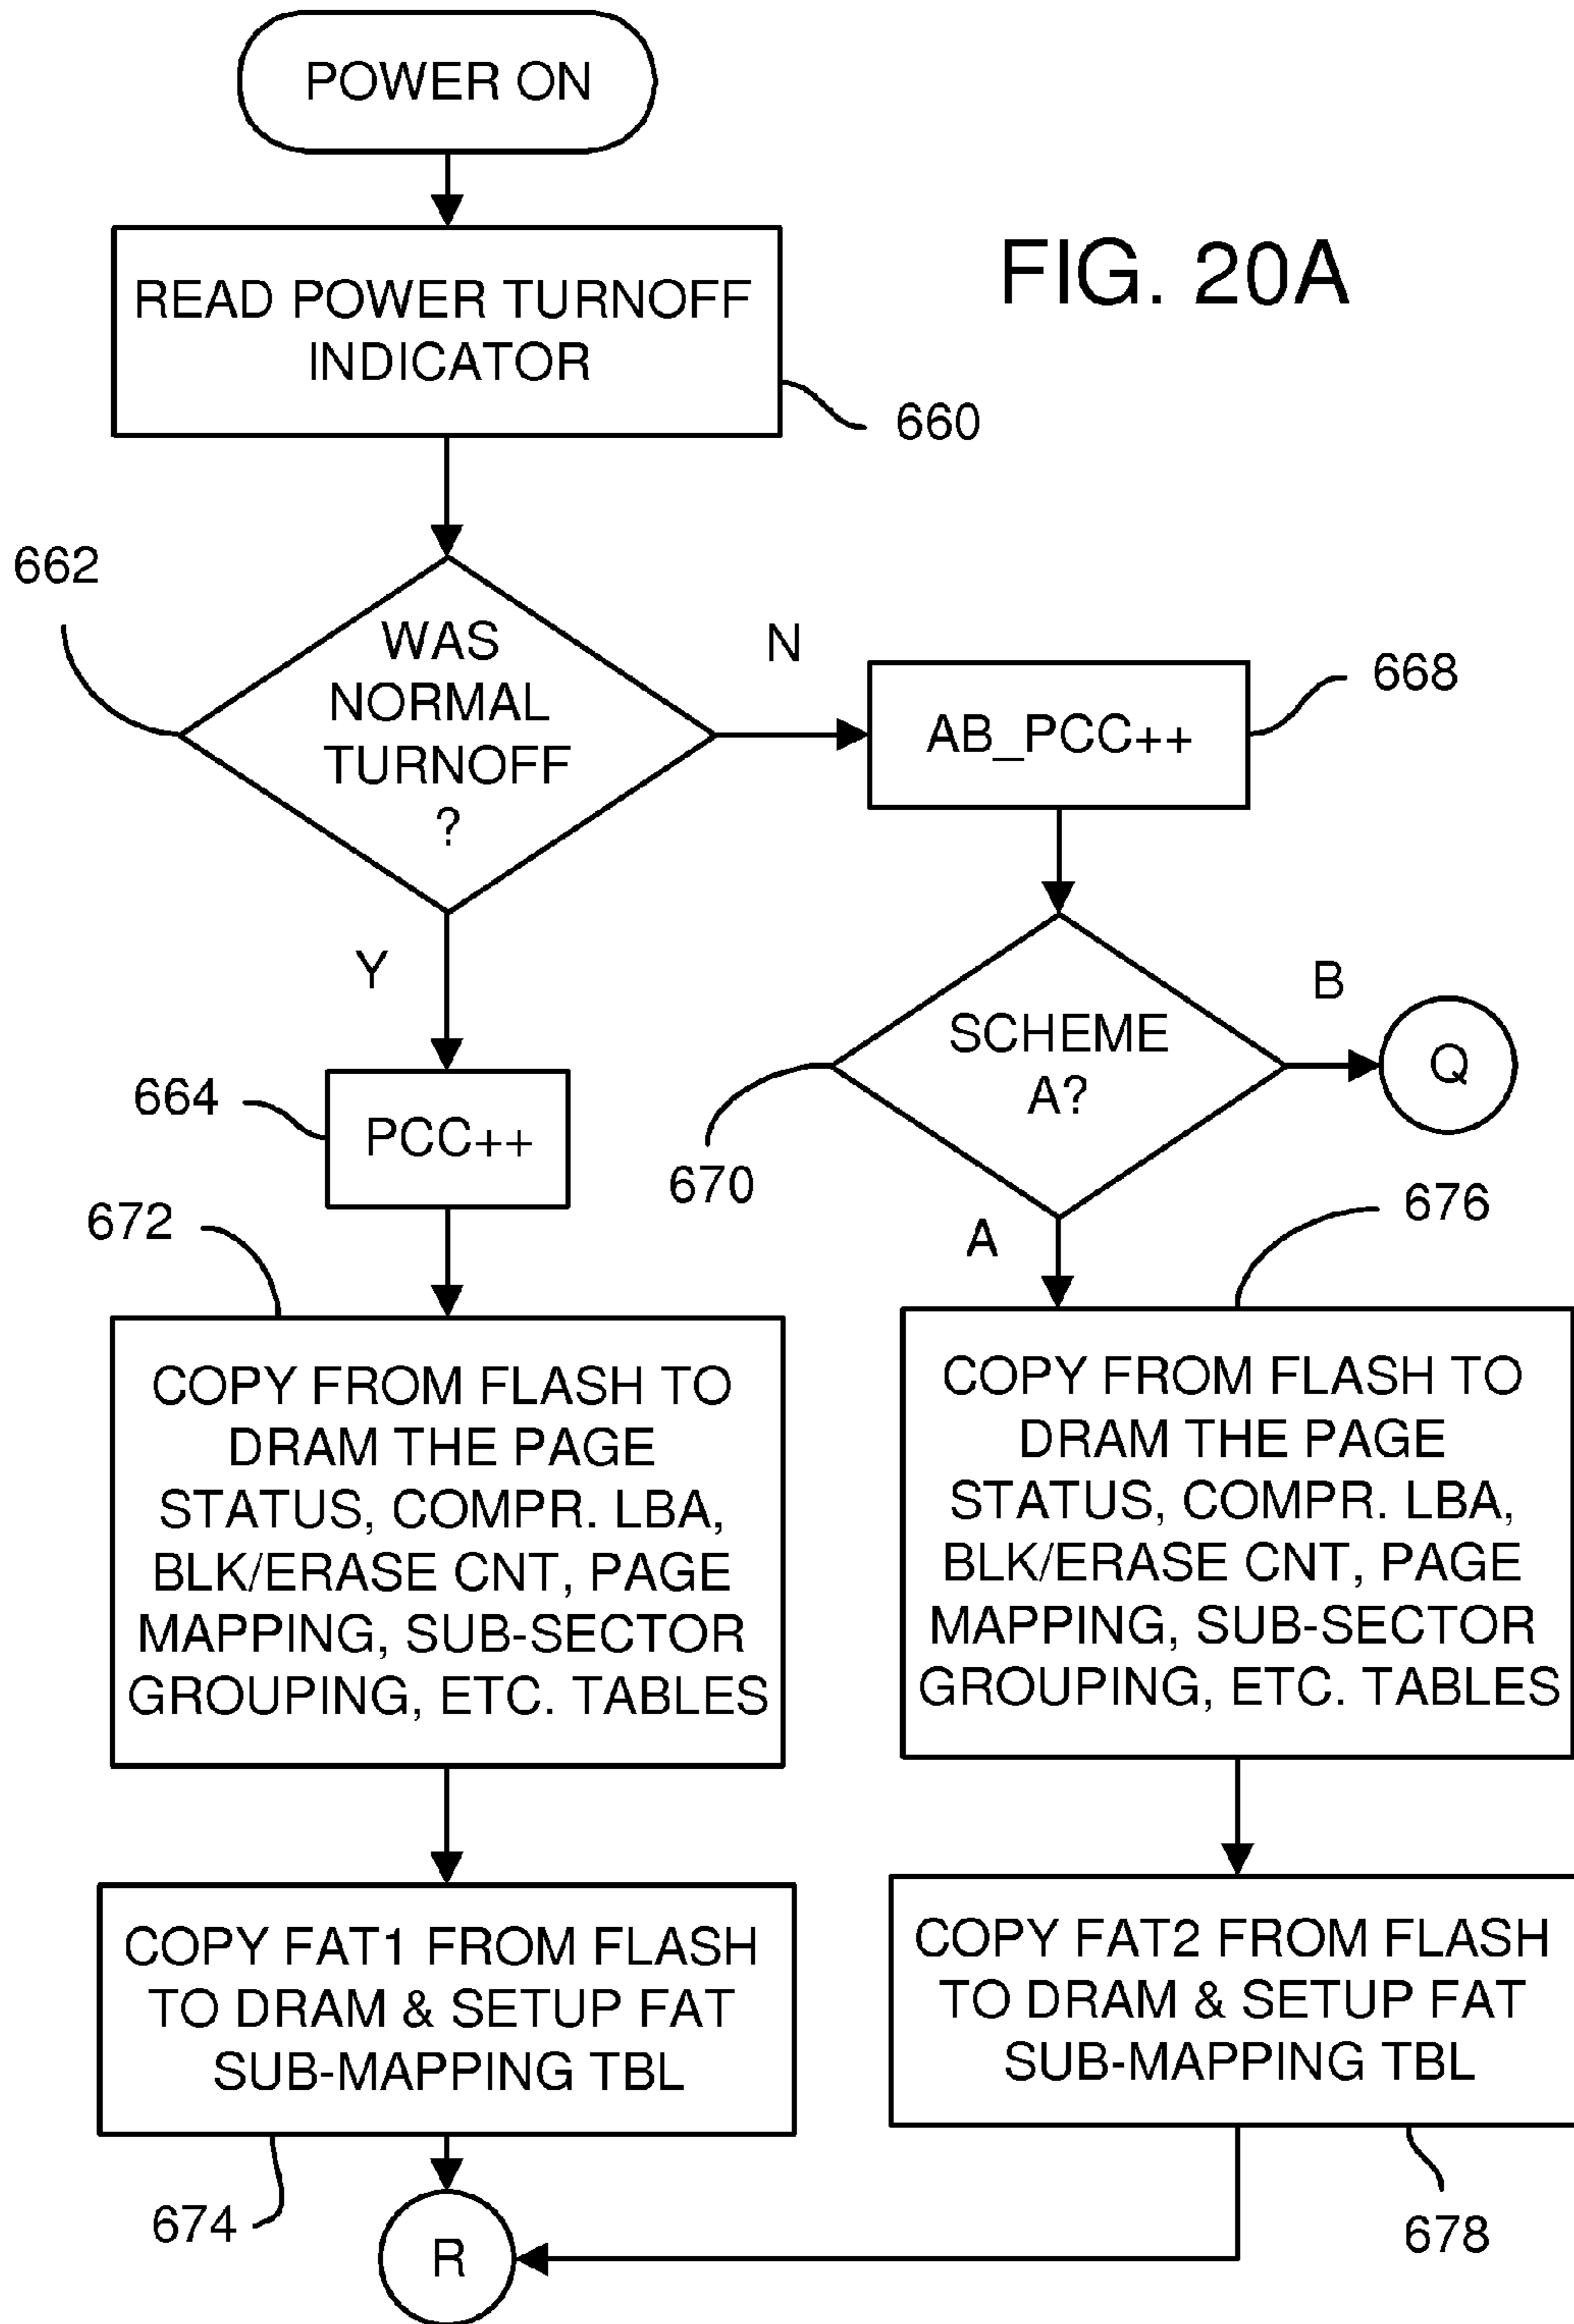 POWER ON
READ POWER TURNOFF
INDICATOR
660
FIG. 20A
662
WAS
NORMAL
TURNOFF
?
N
Y
AB_PCC++
668
SCHEME
A?
670
B
Q
A
664
PCC++
672
COPY FROM FLASH TO
DRAM THE PAGE
STATUS, COMPR. LBA,
BLK/ERASE CNT, PAGE
MAPPING, SUB-SECTOR
GROUPING, ETC. TABLES
676
COPY FROM FLASH TO
DRAM THE PAGE
STATUS, COMPR. LBA,
BLK/ERASE CNT, PAGE
MAPPING, SUB-SECTOR
GROUPING, ETC. TABLES
COPY FAT1 FROM FLASH
TO DRAM & SETUP FAT
SUB-MAPPING TBL
674
COPY FAT2 FROM FLASH
TO DRAM & SETUP FAT
SUB-MAPPING TBL
678
R